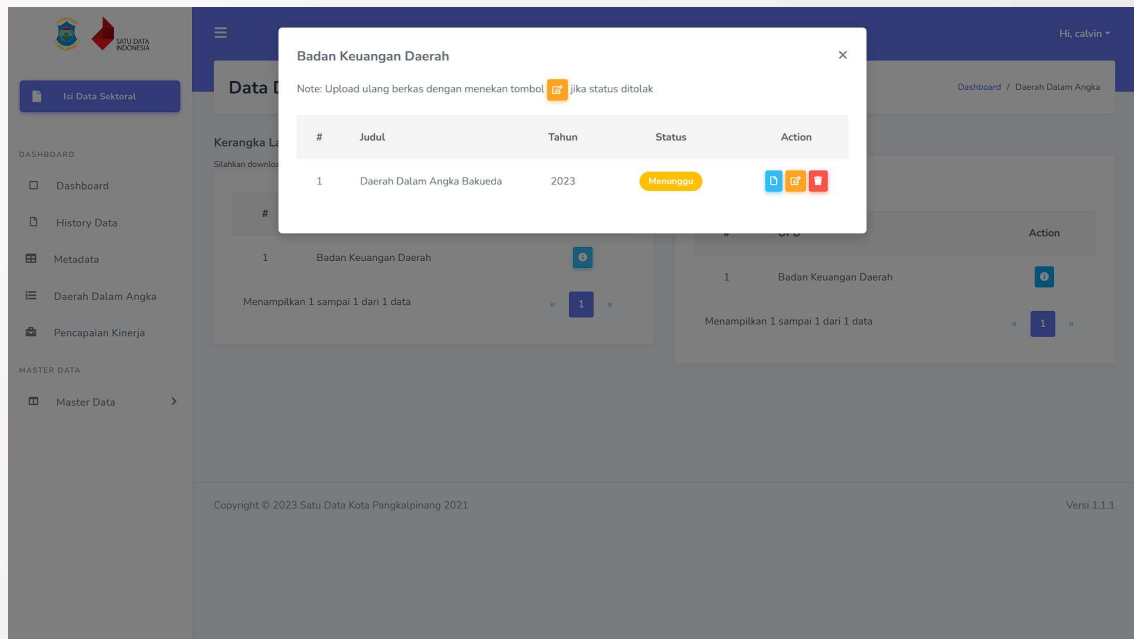 SATU DATA
INDONESIA
Hi, calvin
Isi Data Sektoral
DASHBOARD
Dashboard
History Data
Metadata
Daerah Dalam Angka
Pencapaian Kinerja
MASTER DATA
Master Data
Badan Keuangan Daerah
×
Note: Upload ulang berkas dengan menekan tombol jika status ditolak
# Judul Tahun Status Action
1 Daerah Dalam Angka Bakueda 2023 Menunggu
Data
Dashboard / Daerah Dalam Angka
Kerangka
Silahkan
#
1 Badan Keuangan Daerah
Menampilkan 1 sampai 1 dari 1 data
« 1 »
# Action
1 Badan Keuangan Daerah
Menampilkan 1 sampai 1 dari 1 data
« 1 »
Copyright © 2023 Satu Data Kota Pangkalpinang 2021
Versi 1.1.1